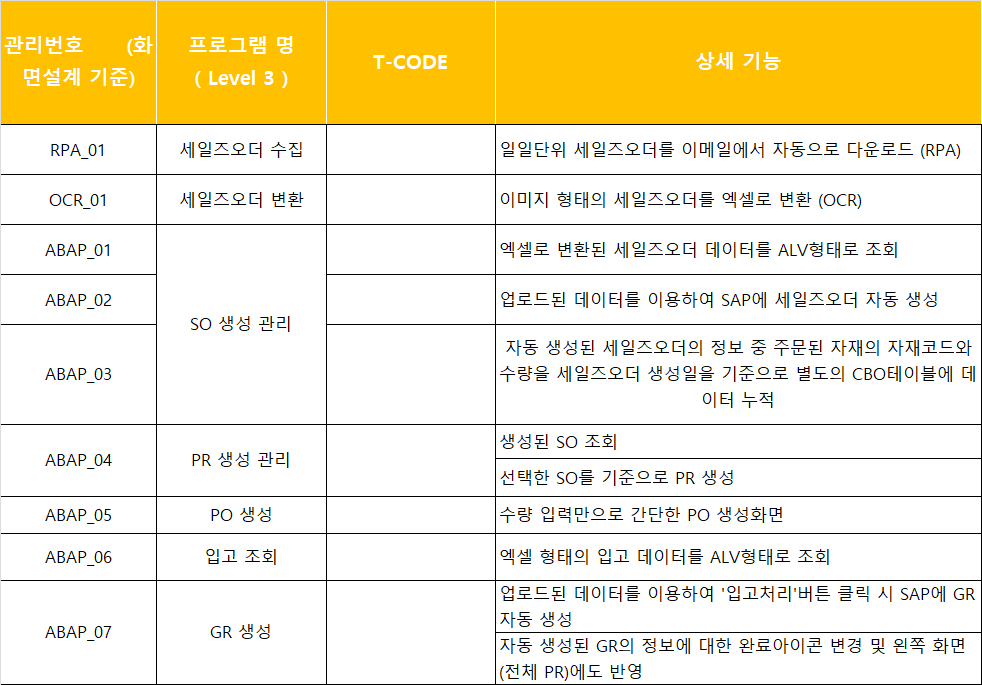 관리번호 (화
면설계 기준)
프로그램 명
( Level 3 )
T-CODE
상세 기능
RPA_01
세일즈오더 수집
일일단위 세일즈오더를 이메일에서 자동으로 다운로드 (RPA)
OCR_01
세일즈오더 변환
이미지 형태의 세일즈오더를 엑셀로 변환 (OCR)
ABAP_01
엑셀로 변환된 세일즈오더 데이터를 ALV형태로 조회
ABAP_02
SO 생성 관리
업로드된 데이터를 이용하여 SAP에 세일즈오더 자동 생성
ABAP_03
자동 생성된 세일즈오더의 정보 중 주문된 자재의 자재코드와
수량을 세일즈오더 생성일을 기준으로 별도의 CBO테이블에 데
이터 누적
ABAP_04
PR 생성 관리
생성된 SO 조회
선택한 SO를 기준으로 PR 생성
ABAP_05
PO 생성
수량 입력만으로 간단한 PO 생성화면
ABAP_06
입고 조회
엑셀 형태의 입고 데이터를 ALV형태로 조회
ABAP_07
GR 생성
업로드된 데이터를 이용하여 '입고처리'버튼 클릭 시 SAP에 GR
자동 생성
자동 생성된 GR의 정보에 대한 완료아이콘 변경 및 왼쪽 화면
(전체 PR)에도 반영